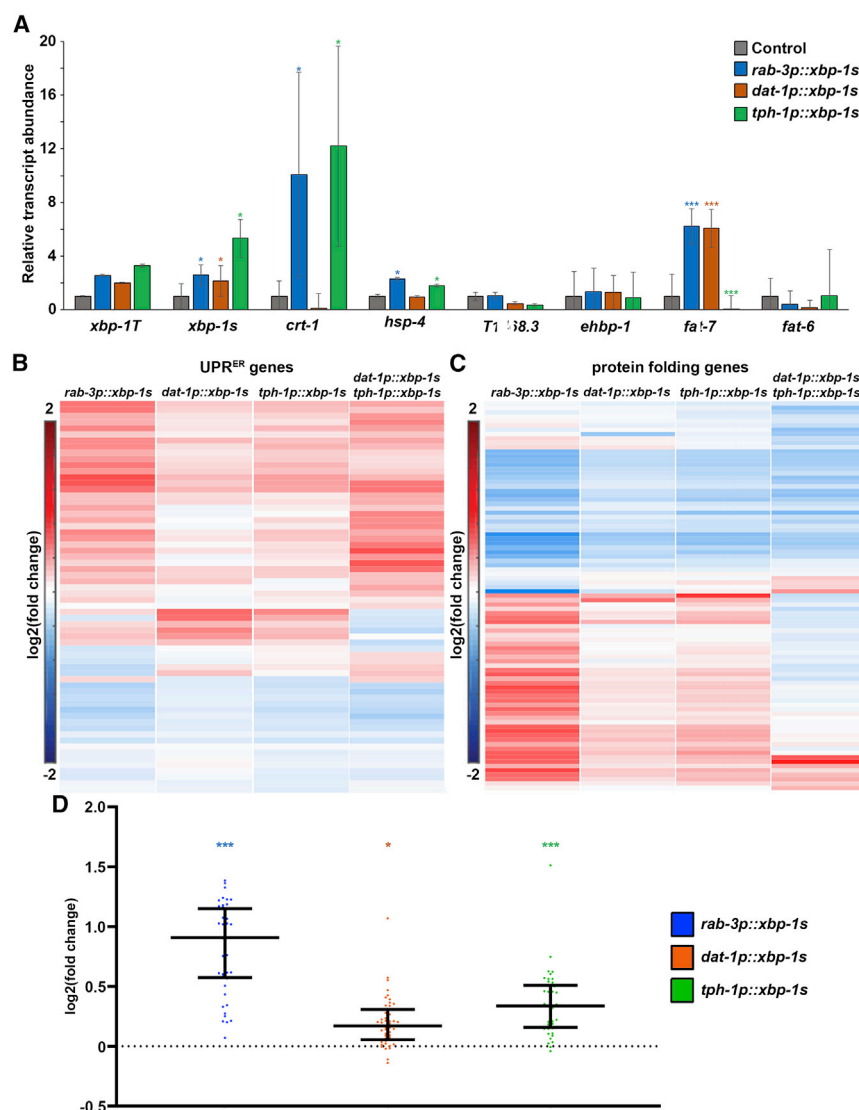 A
20
16
12
8
4
0
Relative transcript abundance
Control
rab-3p::xbp-1s
dat-1p::xbp-1s
tph-1p::xbp-1s
* * * * * * * * *** *** ***
xbp-1T xbp-1s crt-1 hsp-4 ehbp-1 fat-6
B
UPRᴱᴿ genes
rab-3p::xbp-1s dat-1p::xbp-1s tph-1p::xbp-1s dat-1p::xbp-1s
tph-1p::xbp-1s
2
log2(fold change)
-2
C
protein folding genes
rab-3p::xbp-1s dat-1p::xbp-1s tph-1p::xbp-1s dat-1p::xbp-1s
tph-1p::xbp-1s
2
log2(fold change)
-2
D
2.0
1.5
1.0
0.5
0
-0.5
log2(fold change)
*** * ***
rab-3p::xbp-1s
dat-1p::xbp-1s
tph-1p::xbp-1s